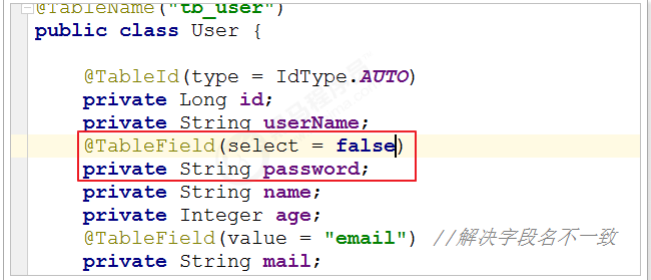 @TableName("tb_user")
public class User {
@TableId(type = IdType.AUTO)
private Long id;
private String userName;
@TableField(select = false)
private String password;
private String name;
private Integer age;
@TableField(value = "email") //解决字段名不一致
private String mail;